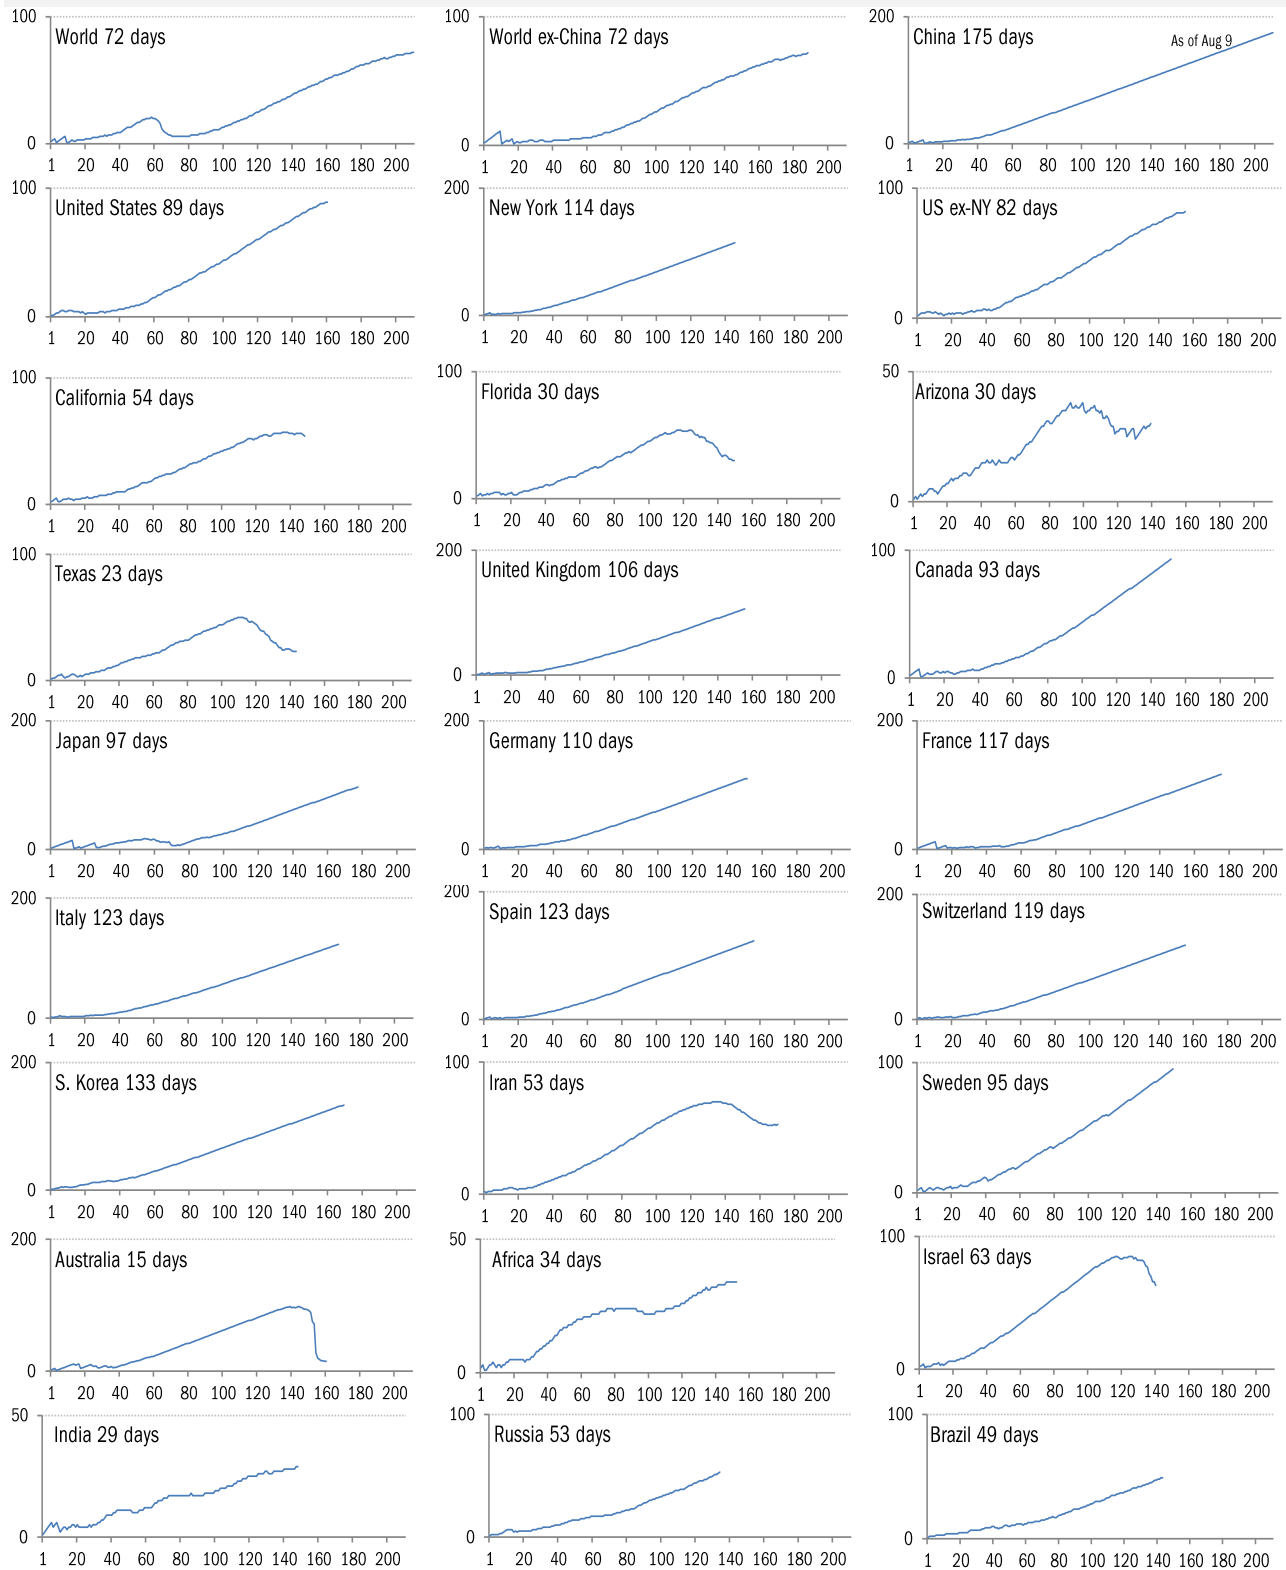 100
World 72 days
0
1 20 40 60 80 100 120 140 160 180 200
100
World ex-China 72 days
0
1 20 40 60 80 100 120 140 160 180 200
200
China 175 days
As of Aug 9
0
1 20 40 60 80 100 120 140 160 180 200
100
United States 89 days
0
1 20 40 60 80 100 120 140 160 180 200
200
New York 114 days
0
1 20 40 60 80 100 120 140 160 180 200
100
US ex-NY 82 days
0
1 20 40 60 80 100 120 140 160 180 200
100
California 54 days
0
1 20 40 60 80 100 120 140 160 180 200
100
Florida 30 days
0
1 20 40 60 80 100 120 140 160 180 200
50
Arizona 30 days
0
1 20 40 60 80 100 120 140 160 180 200
100
Texas 23 days
0
1 20 40 60 80 100 120 140 160 180 200
200
United Kingdom 106 days
0
1 20 40 60 80 100 120 140 160 180 200
100
Canada 93 days
0
1 20 40 60 80 100 120 140 160 180 200
200
Japan 97 days
0
1 20 40 60 80 100 120 140 160 180 200
200
Germany 110 days
0
1 20 40 60 80 100 120 140 160 180 200
200
France 117 days
0
1 20 40 60 80 100 120 140 160 180 200
200
Italy 123 days
0
1 20 40 60 80 100 120 140 160 180 200
200
Spain 123 days
0
1 20 40 60 80 100 120 140 160 180 200
200
Switzerland 119 days
0
1 20 40 60 80 100 120 140 160 180 200
200
S. Korea 133 days
0
1 20 40 60 80 100 120 140 160 180 200
100
Iran 53 days
0
1 20 40 60 80 100 120 140 160 180 200
100
Sweden 95 days
0
1 20 40 60 80 100 120 140 160 180 200
200
Australia 15 days
0
1 20 40 60 80 100 120 140 160 180 200
50
Africa 34 days
0
1 20 40 60 80 100 120 140 160 180 200
100
Israel 63 days
0
1 20 40 60 80 100 120 140 160 180 200
50
India 29 days
0
1 20 40 60 80 100 120 140 160 180 200
100
Russia 53 days
0
1 20 40 60 80 100 120 140 160 180 200
100
Brazil 49 days
0
1 20 40 60 80 100 120 140 160 180 200